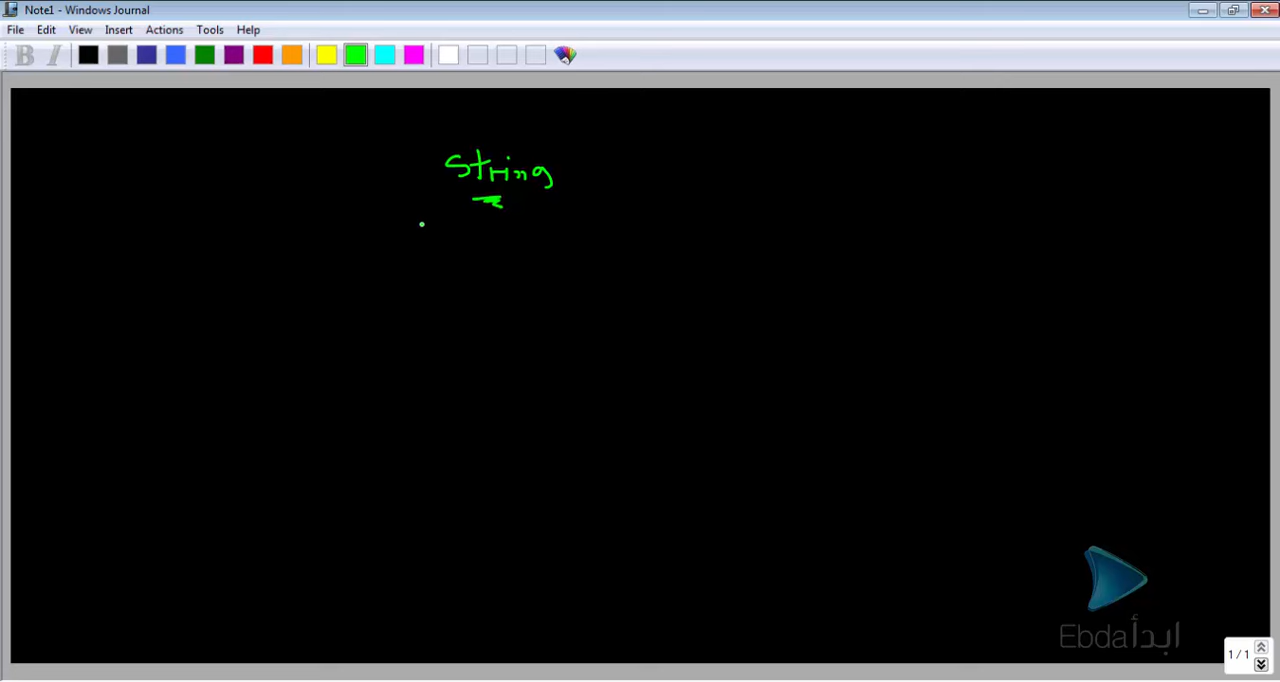 Note1 - Windows Journal
File Edit View Insert Actions Tools Help
B I
String
Ebda ابدأ
1 / 1